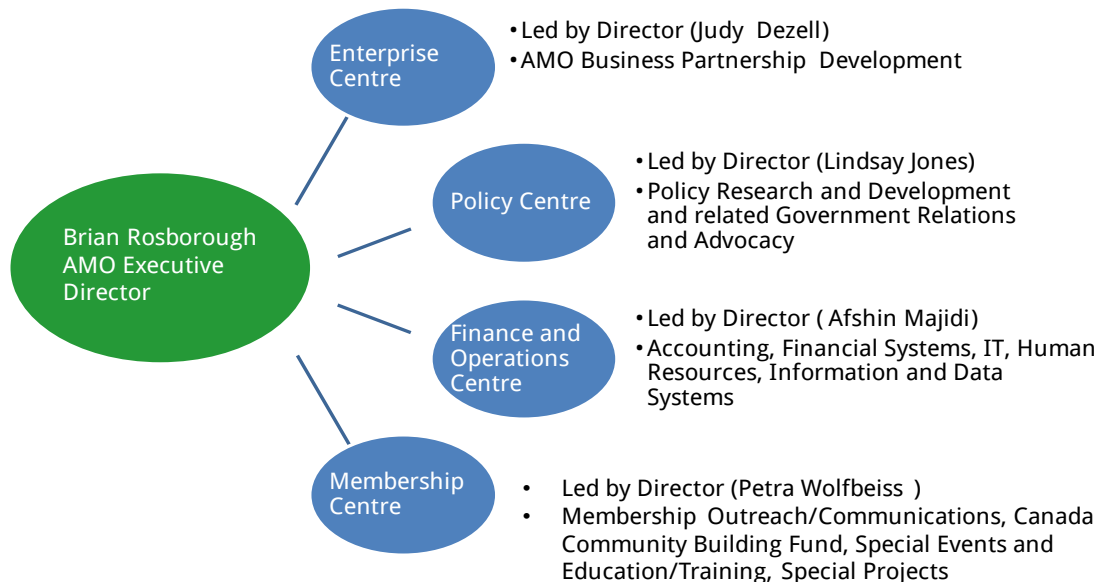 Enterprise
Centre
•Led by Director (Judy Dezell)
•AMO Business Partnership Development
Policy Centre
•Led by Director (Lindsay Jones)
•Policy Research and Development
and related Government Relations
and Advocacy
Brian Rosborough
AMO Executive
Director
Finance and
Operations
Centre
•Led by Director ( Afshin Majidi)
•Accounting, Financial Systems, IT, Human
Resources, Information and Data
Systems
Membership
Centre
• Led by Director (Petra Wolfbeiss )
• Membership Outreach/Communications, Canada
Community Building Fund, Special Events and
Education/Training, Special Projects